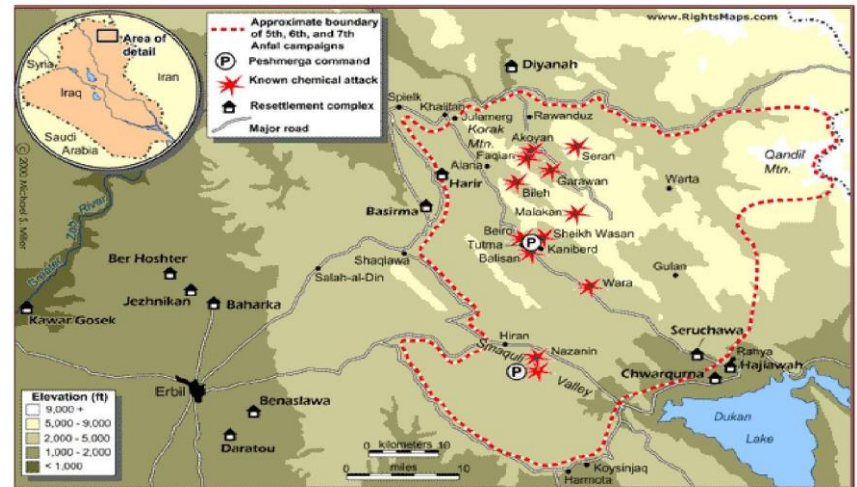 Area of
detail
Syria
Iran
Iraq
Saudi
Arabia
© 2000 Michael S. Miller
Approximate boundary
of 5th, 6th, and 7th
Anfal campaigns
P Peshmerga command
Known chemical attack
Resettlement complex
Major road
www.RightsMaps.com
Diyanah
Spielk
Khalifan
Julamerg
Rawanduz
Korak
Mtn.
Akoyan
Faqian
Seran
Alana
Garawan
Qandil
Mtn.
Harir
Bileh
Warta
Basirma
Malakan
Greater Zab River
Beiro
Sheikh Wasan
Tutma
P
Kaniberd
Balisan
Ber Hoshter
Shaqlawa
Salah-al-Din
Gulan
Jezhnikan
Baharka
Wara
Kawar Gosek
Hiran
Seruchawa
Smaquli
Valley
Nazanin
Ranya
Hajiawah
P
Chwarqurna
Erbil
Benaslawa
Dukan
Lake
Daratou
Elevation (ft)
9,000 +
5,000 - 9,000
2,000 - 5,000
1,000 - 2,000
< 1,000
0 kilometers 10
0 miles 10
Koysinjaq
Harmota